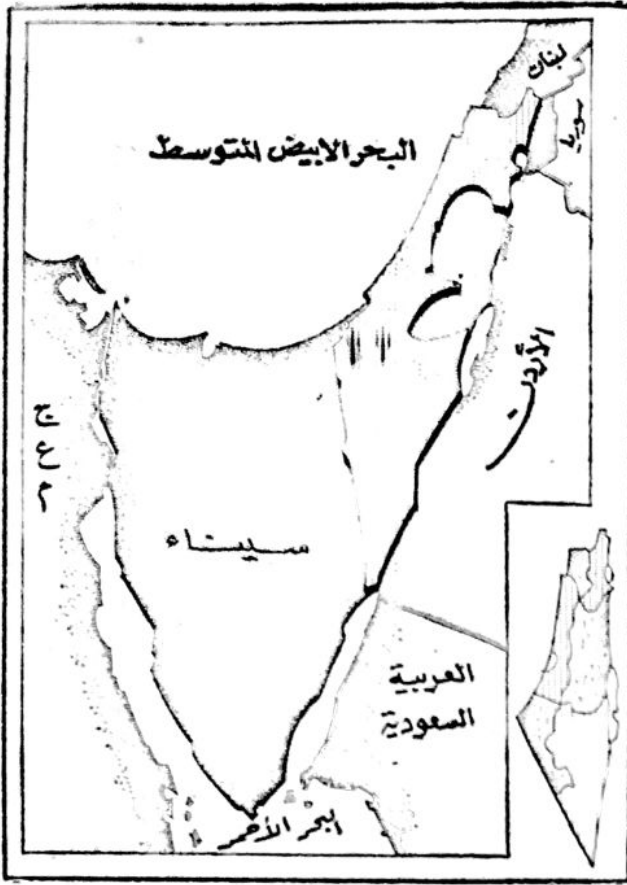 لبنان
سوريا
البحر الابيض المتوسط
الأردن
سيناء
العربية
السعودية
البحر الأحمر